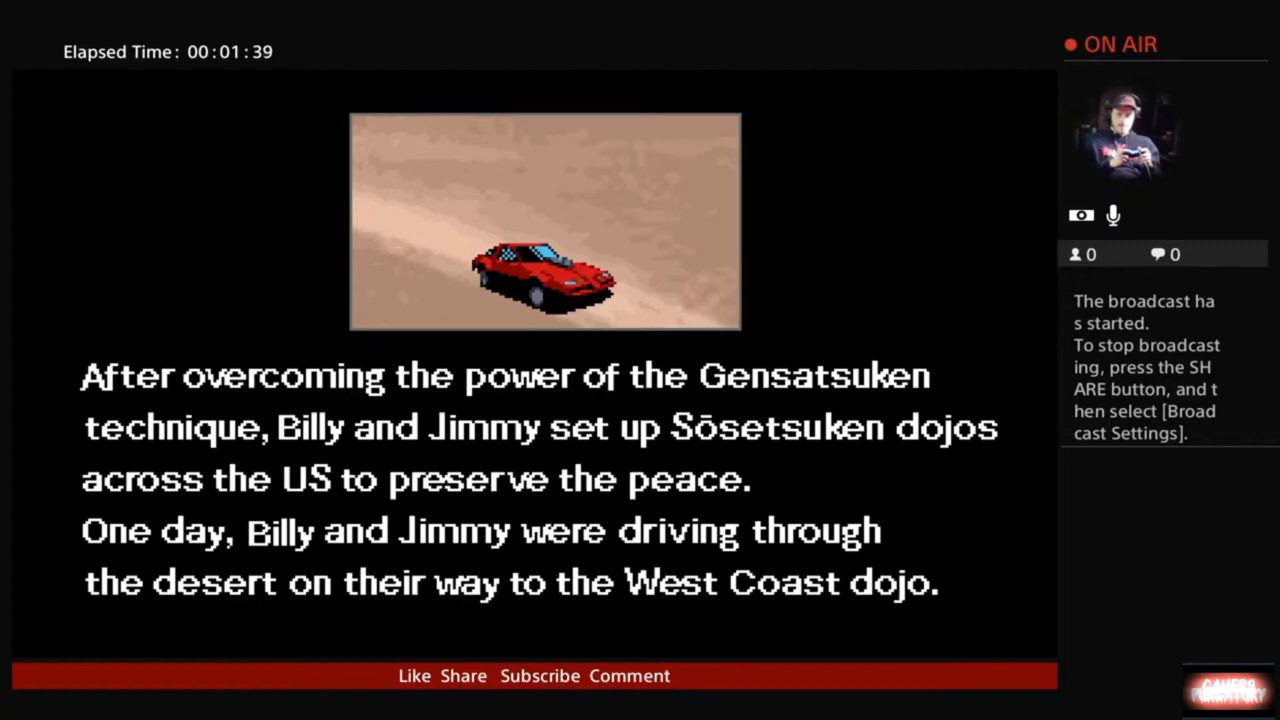 Elapsed Time: 00:01:39
ON AIR
0 0
The broadcast ha
s started.
To stop broadcast
ing, press the SH
ARE button, and t
hen select [Broad
cast Settings].
After overcoming the power of the Gensatsuken
technique, Billy and Jimmy set up Sōsetsuken dojos
across the US to preserve the peace.
One day, Billy and Jimmy were driving through
the desert on their way to the West Coast dojo.
Like Share Subscribe Comment
GAMERS
PURGATORY